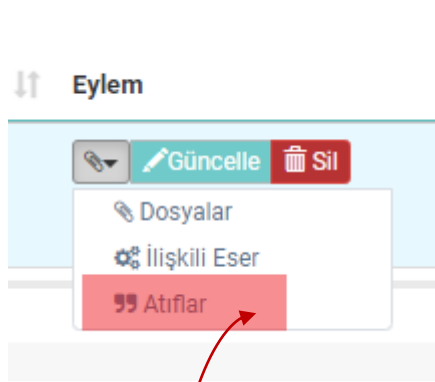 Eylem
Güncelle Sil
Dosyalar
İlişkili Eser
Atıflar